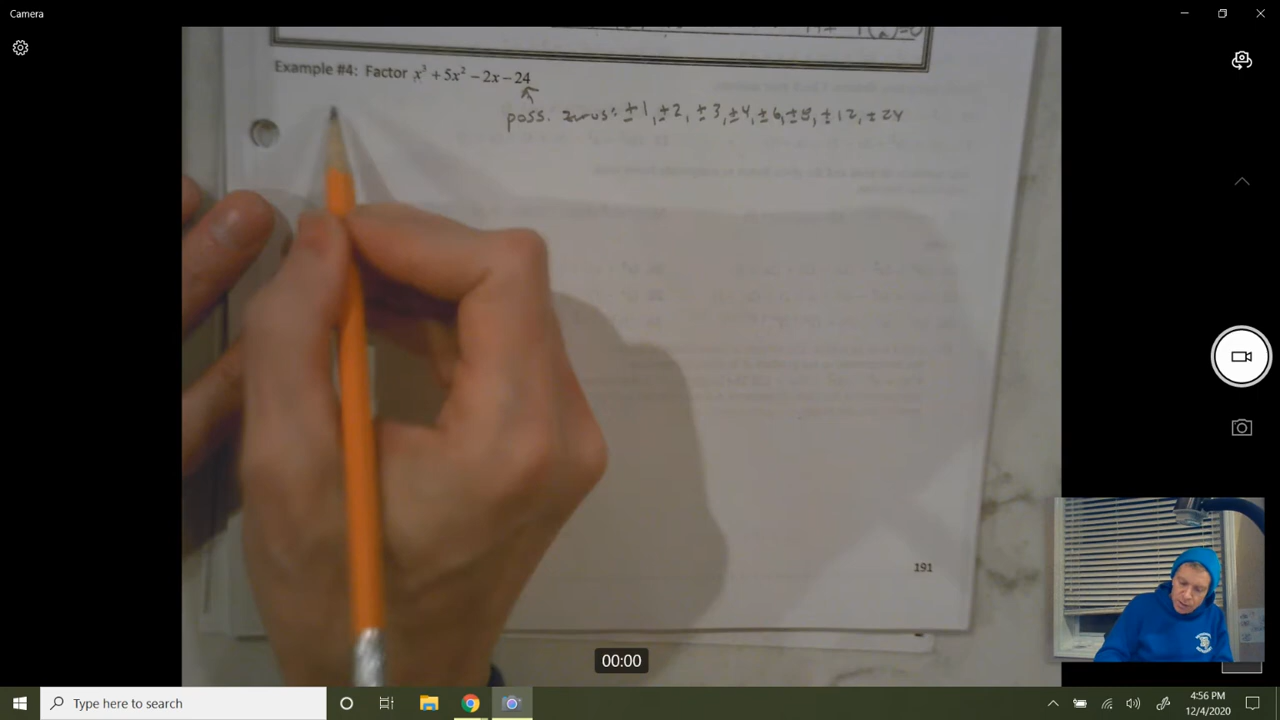 Camera
Example #4: Factor x³ + 5x² − 2x − 24
poss. zeros: ±1, ±2, ±3, ±4, ±6, ±8, ±12, ±24
191
00:00
Type here to search
4:56 PM
12/4/2020